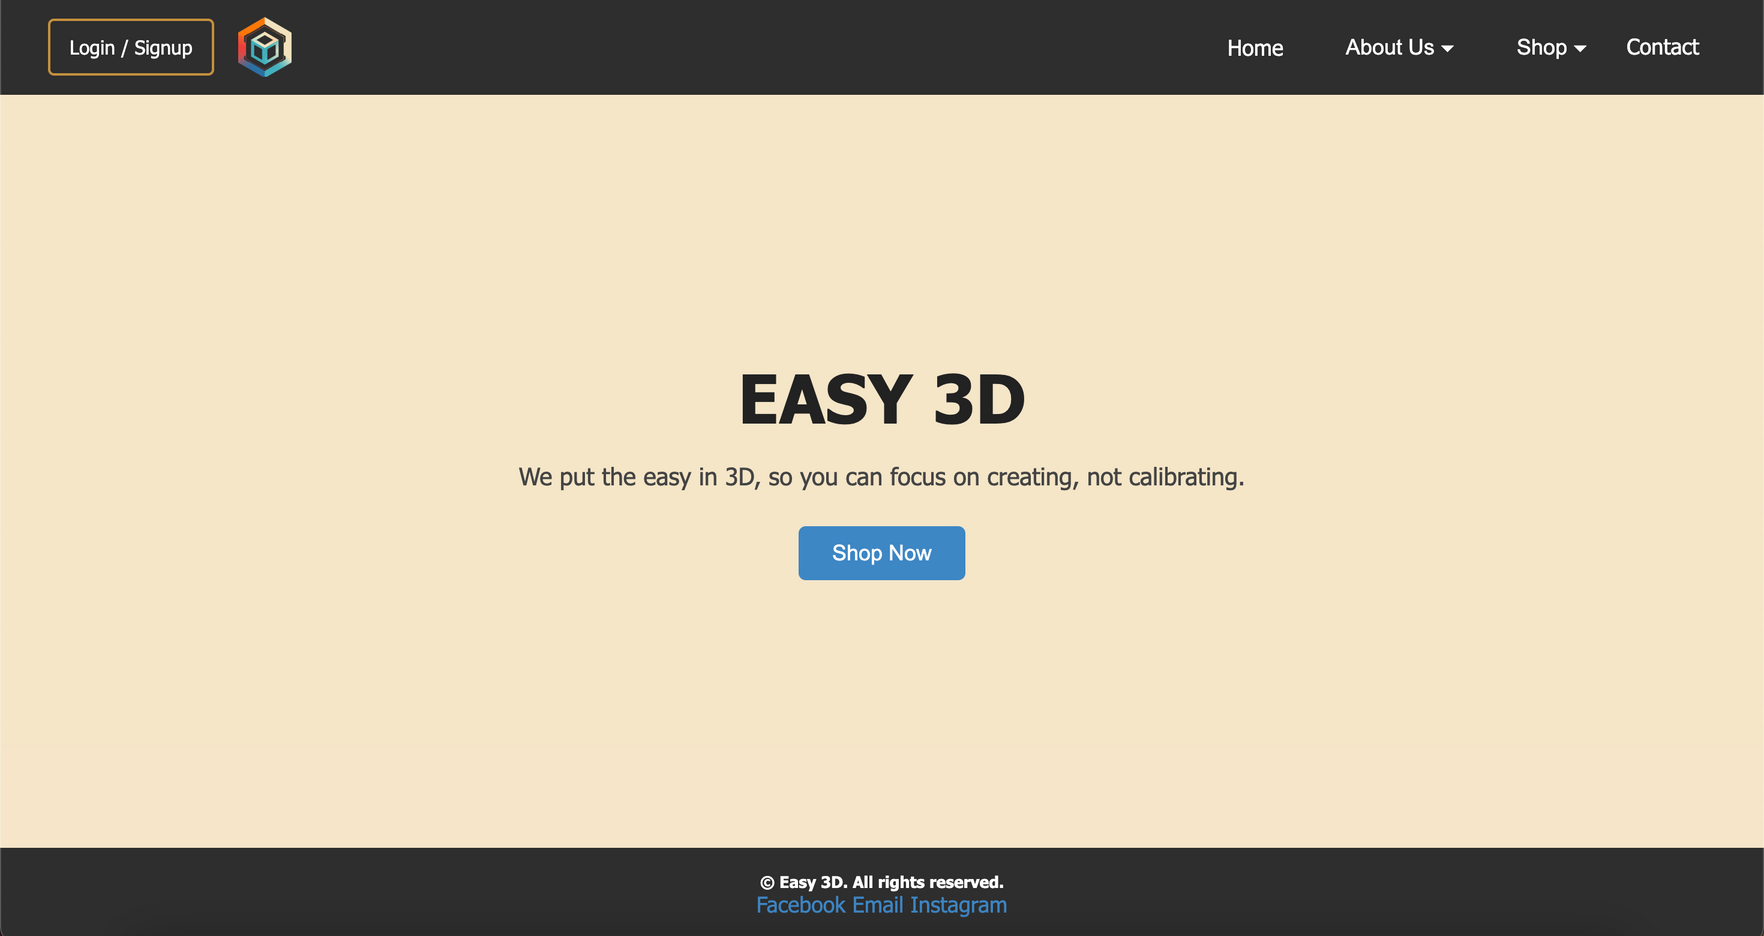 Login / Signup
Home
About Us
Shop
Contact
EASY 3D
We put the easy in 3D, so you can focus on creating, not calibrating.
Shop Now
© Easy 3D. All rights reserved.
Facebook Email Instagram